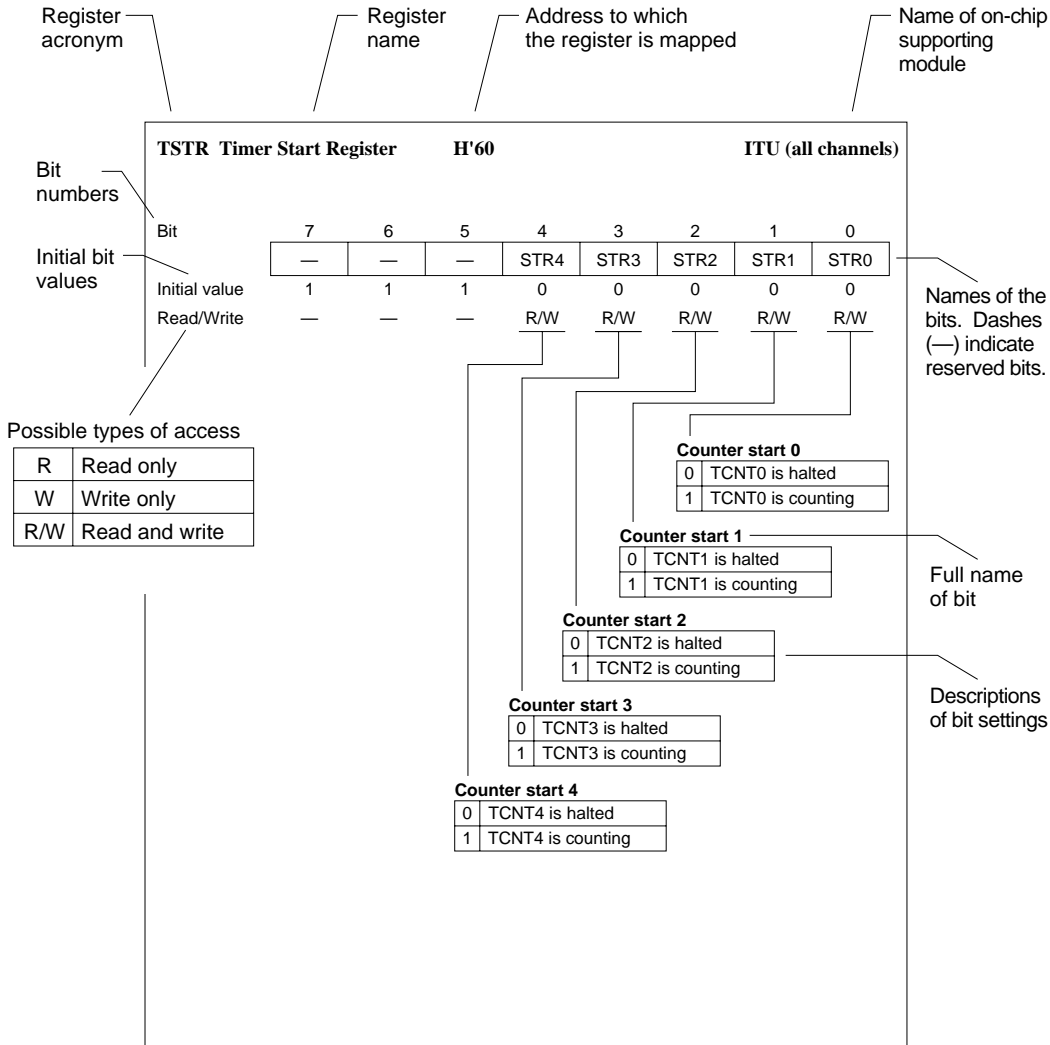 Register
acronym
Register
name
Address to which
the register is mapped
Name of on-chip
supporting
module
TSTR Timer Start Register H'60 ITU (all channels)
Bit
numbers
Bit 7 6 5 4 3 2 1 0
Initial bit
values
— — — STR4 STR3 STR2 STR1 STR0
Initial value 1 1 1 0 0 0 0 0
Read/Write — — — R/W R/W R/W R/W R/W
Names of the
bits. Dashes
(—) indicate
reserved bits.
Possible types of access
R Read only
W Write only
R/W Read and write
Counter start 0
0 TCNT0 is halted
1 TCNT0 is counting
Counter start 1
0 TCNT1 is halted
1 TCNT1 is counting
Full name
of bit
Counter start 2
0 TCNT2 is halted
1 TCNT2 is counting
Descriptions
of bit settings
Counter start 3
0 TCNT3 is halted
1 TCNT3 is counting
Counter start 4
0 TCNT4 is halted
1 TCNT4 is counting